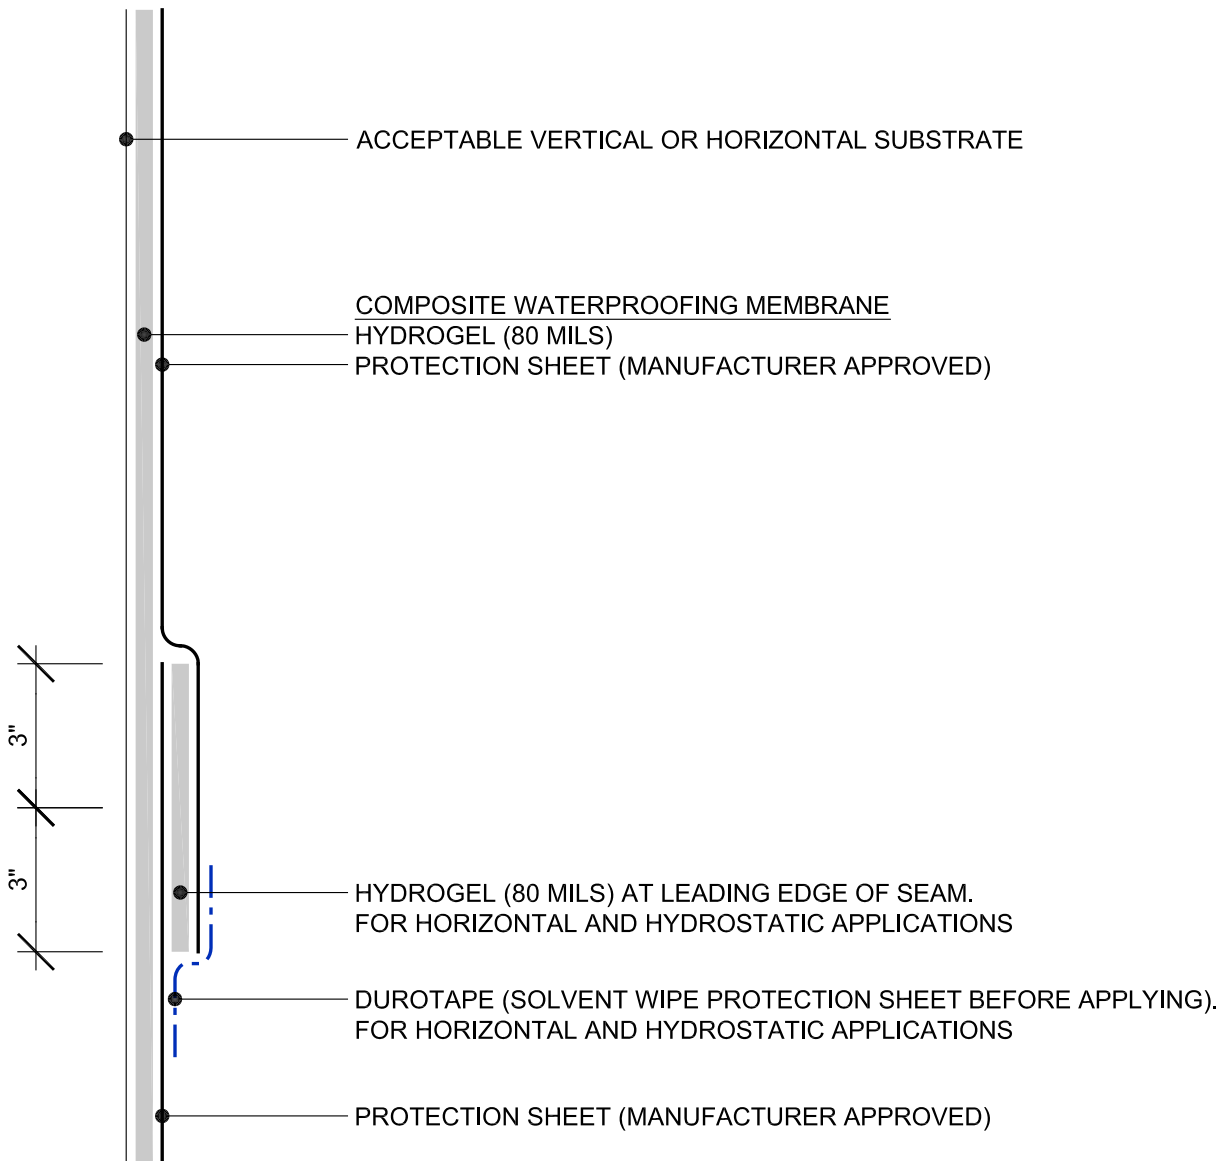 ACCEPTABLE VERTICAL OR HORIZONTAL SUBSTRATE
COMPOSITE WATERPROOFING MEMBRANE
HYDROGEL (80 MILS)
PROTECTION SHEET (MANUFACTURER APPROVED)
3"
3"
HYDROGEL (80 MILS) AT LEADING EDGE OF SEAM.
FOR HORIZONTAL AND HYDROSTATIC APPLICATIONS
DUROTAPE (SOLVENT WIPE PROTECTION SHEET BEFORE APPLYING).
FOR HORIZONTAL AND HYDROSTATIC APPLICATIONS
PROTECTION SHEET (MANUFACTURER APPROVED)